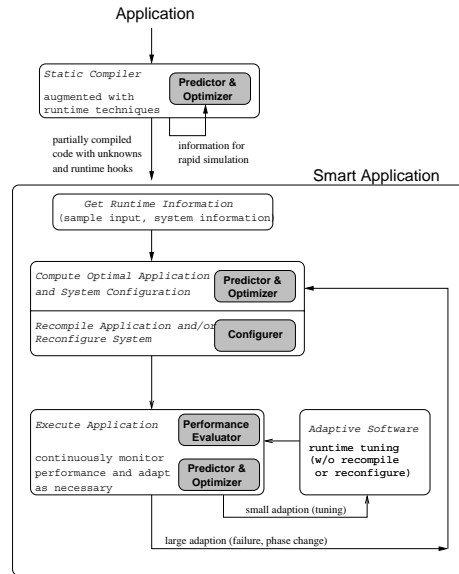 Application
Static Compiler
augmented with
runtime techniques
Predictor &
Optimizer
partially compiled
code with unknowns
and runtime hooks
information for
rapid simulation
Smart Application
Get Runtime Information
(sample input, system information)
Compute Optimal Application
and System Configuration
Predictor &
Optimizer
Recompile Application and/or
Reconfigure System
Configurer
Execute Application
continuously monitor
performance and adapt
as necessary
Performance
Evaluator
Predictor &
Optimizer
Adaptive Software
runtime tuning
(w/o recompile
or reconfigure)
small adaption (tuning)
large adaption (failure, phase change)